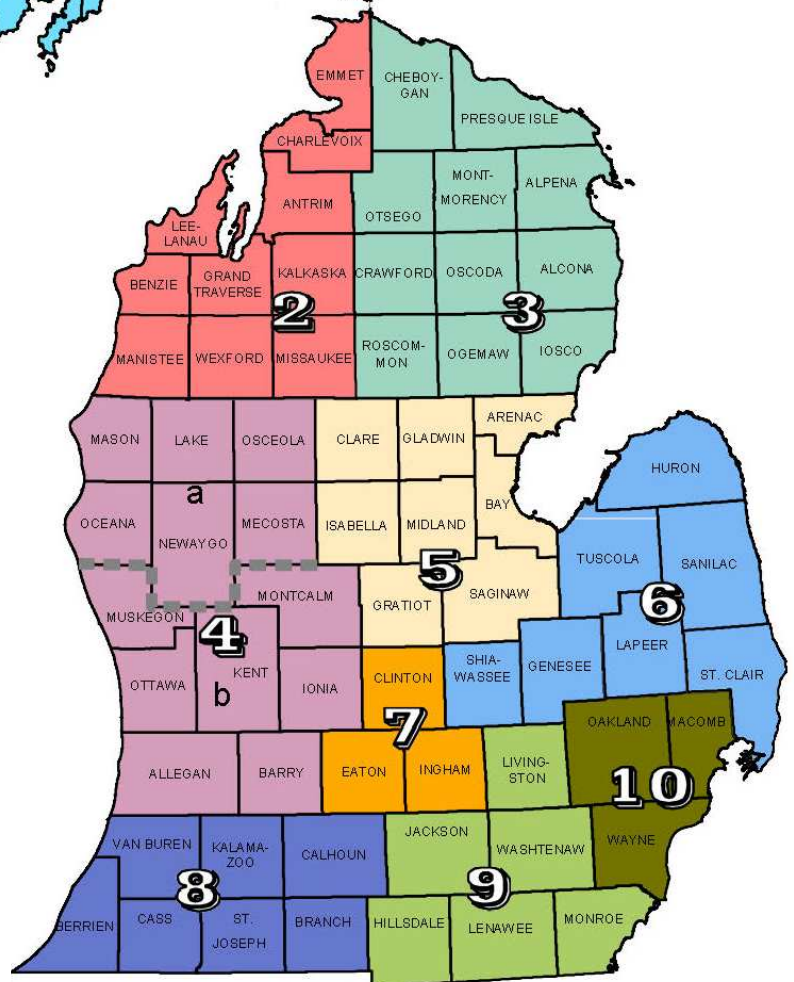 EMMET
CHEBOY-
GAN
PRESQUE ISLE
CHARLEVOIX
ANTRIM
OTSEGO
MONT-
MORENCY
ALPENA
LEE-
LANAU
BENZIE
GRAND
TRAVERSE
KALKASKA
CRAWFORD
OSCODA
ALCONA
2
3
MANISTEE
WEXFORD
MISSAUKEE
ROSCOM-
MON
OGEMAW
IOSCO
MASON
LAKE
OSCEOLA
CLARE
GLADWIN
ARENAC
HURON
a
OCEANA
NEWAYGO
MECOSTA
ISABELLA
MIDLAND
BAY
TUSCOLA
SANILAC
5
6
MUSKEGON
MONTCALM
GRATIOT
SAGINAW
4
LAPEER
OTTAWA
KENT
b
IONIA
CLINTON
SHIA-
WASSEE
GENESEE
ST. CLAIR
7
OAKLAND
MACOMB
ALLEGAN
BARRY
EATON
INGHAM
LIVING-
STON
10
VAN BUREN
KALAMA-
ZOO
CALHOUN
JACKSON
WASHTENAW
WAYNE
8
9
BERRIEN
CASS
ST.
JOSEPH
BRANCH
HILLSDALE
LENAWEE
MONROE